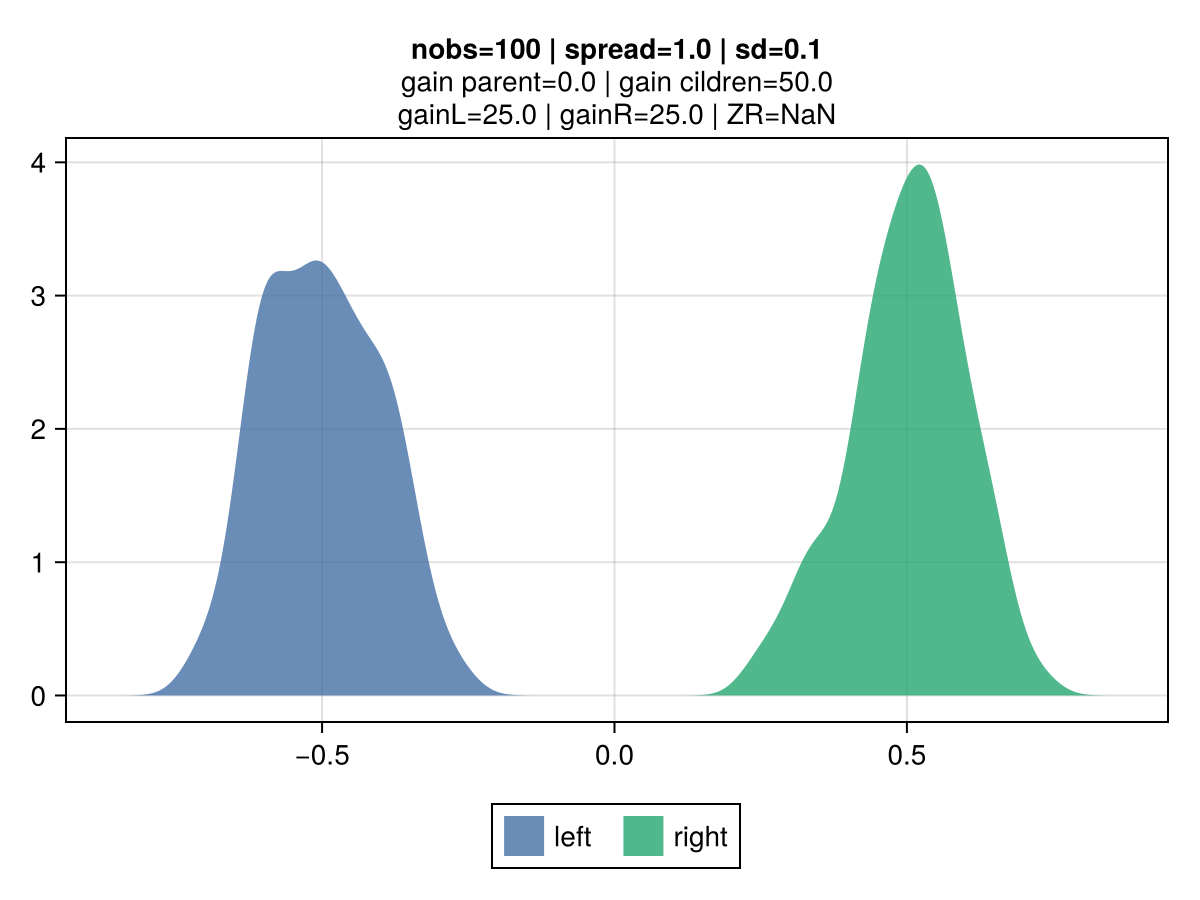 nobs=100 | spread=1.0 | sd=0.1
gain parent=0.0 | gain cildren=50.0
gainL=25.0 | gainR=25.0 | ZR=NaN
4
3
2
1
0
−0.5 0.0 0.5
left right